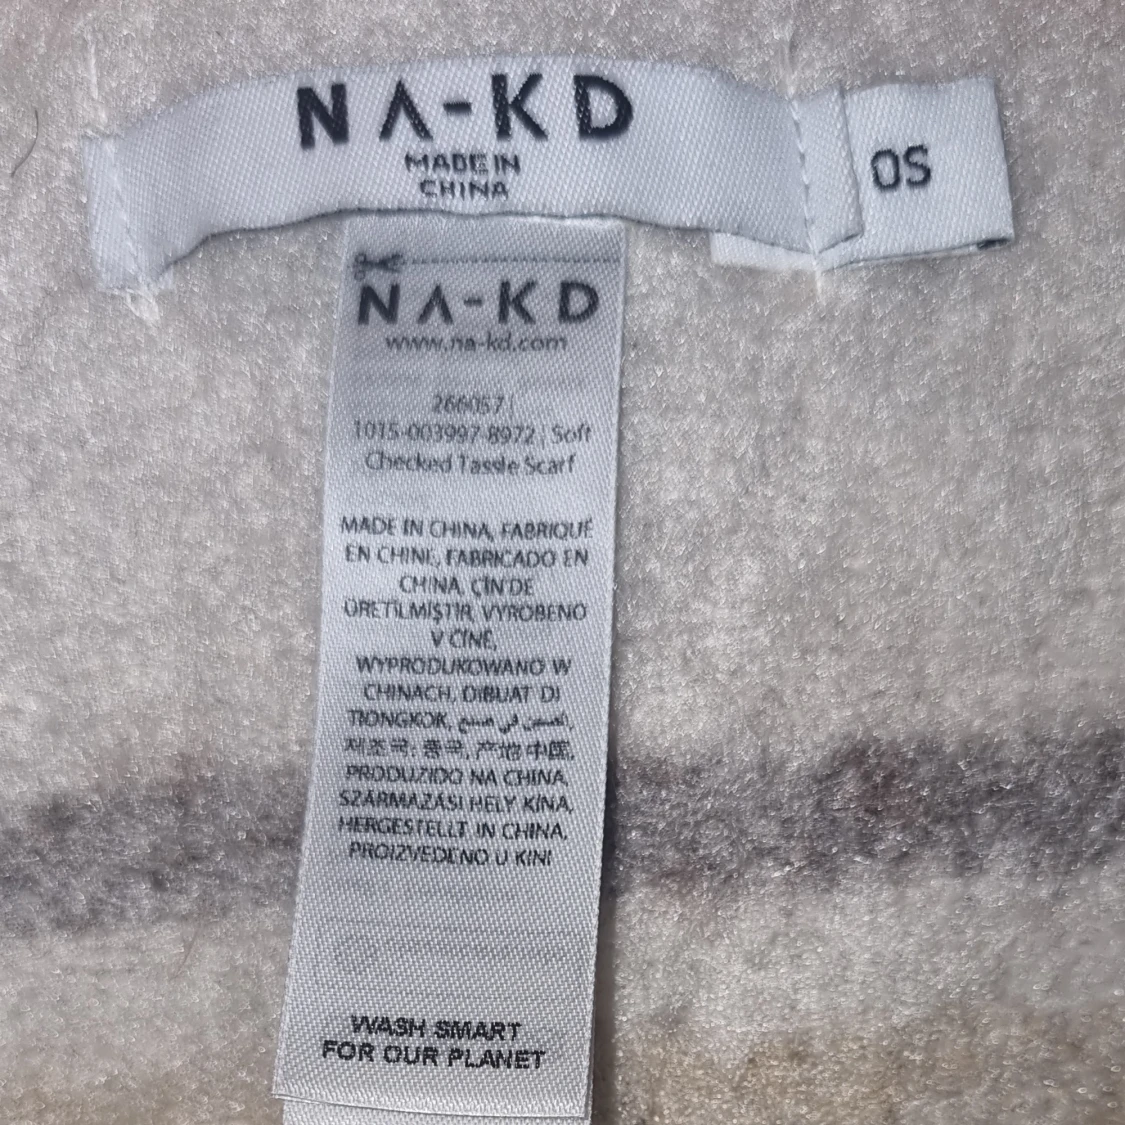 NA-KD
MADE IN
CHINA
OS
NA-KD
www.na-kd.com
266057 |
1015-003997-8972 | Soft
Checked Tassle Scarf
MADE IN CHINA, FABRIQUÉ
EN CHINE, FABRICADO EN
CHINA, ÇİN'DE
ÜRETİLMİŞTİR, VYROBENO
V ČÍNĚ,
WYPRODUKOWANO W
CHINACH, DIBUAT DI
TIONGKOK, الصين في صنع,
제조국: 중국, 产地 中国,
PRODUZIDO NA CHINA,
SZÁRMAZÁSI HELY KÍNA,
HERGESTELLT IN CHINA,
PROIZVEDENO U KINI
WASH SMART
FOR OUR PLANET